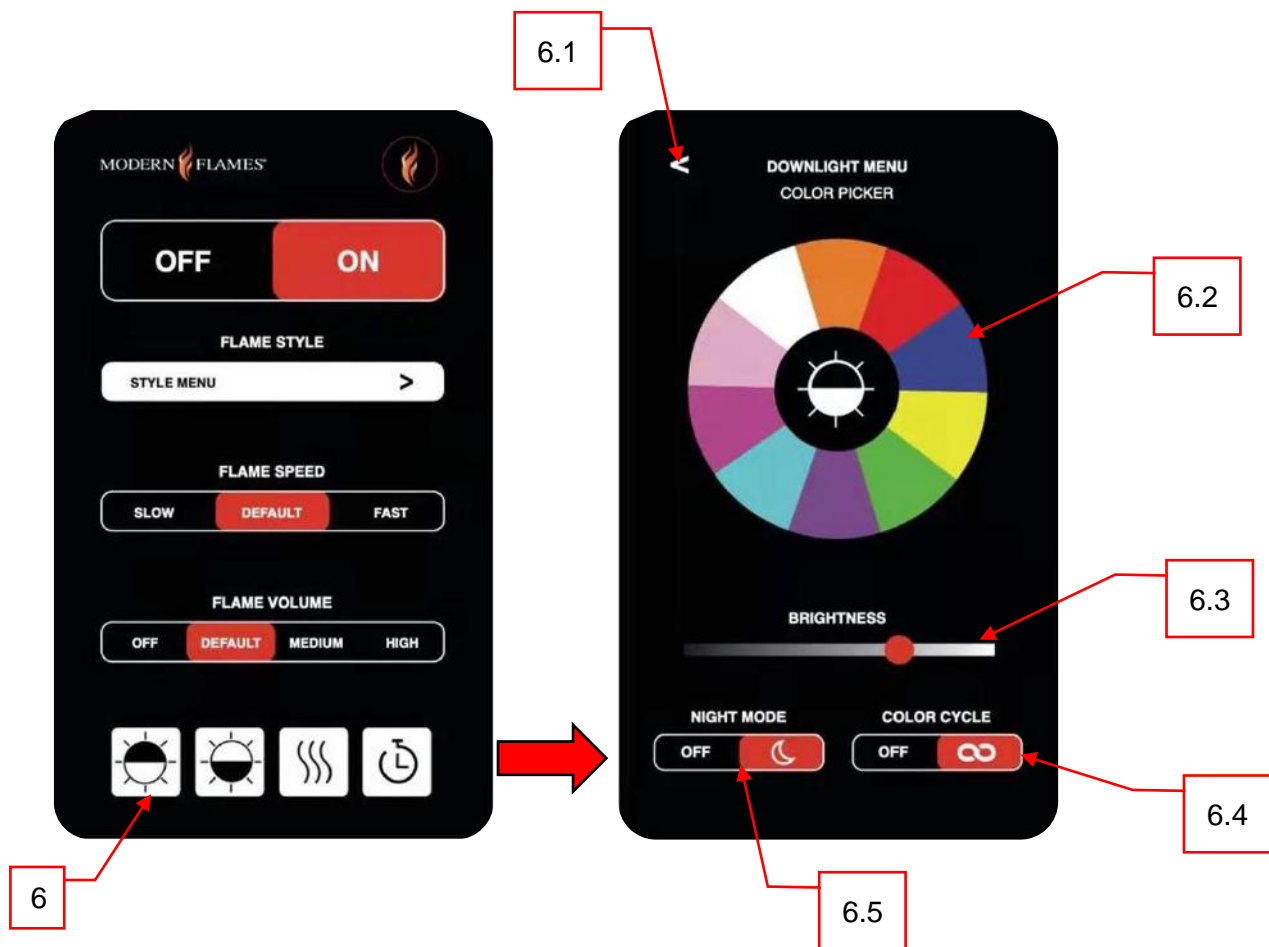 6.1
MODERN FLAMES
OFF ON
FLAME STYLE
STYLE MENU >
FLAME SPEED
SLOW DEFAULT FAST
FLAME VOLUME
OFF DEFAULT MEDIUM HIGH
6
<
DOWNLIGHT MENU
COLOR PICKER
6.2
BRIGHTNESS
6.3
NIGHT MODE COLOR CYCLE
OFF OFF
6.4
6.5